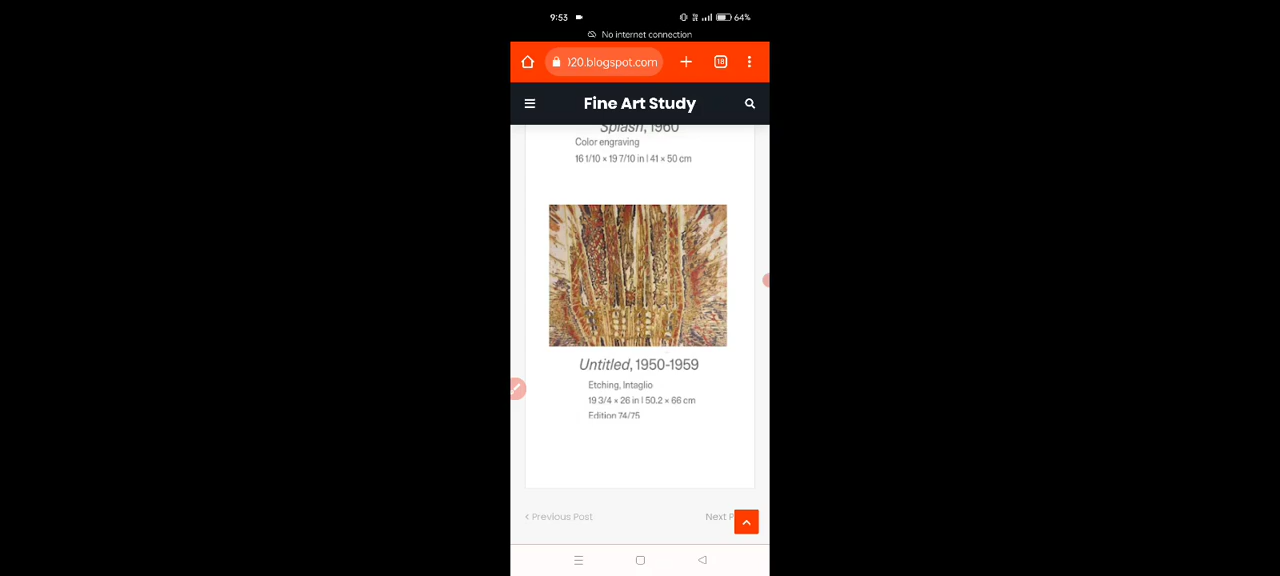 9:53 64%
No internet connection
)20.blogspot.com 18
Fine Art Study
Splash, 1960
Color engraving
16 1/10 × 19 7/10 in | 41 × 50 cm
Untitled, 1950-1959
Etching, Intaglio
19 3/4 × 26 in | 50.2 × 66 cm
Edition 74/75
< Previous Post Next P